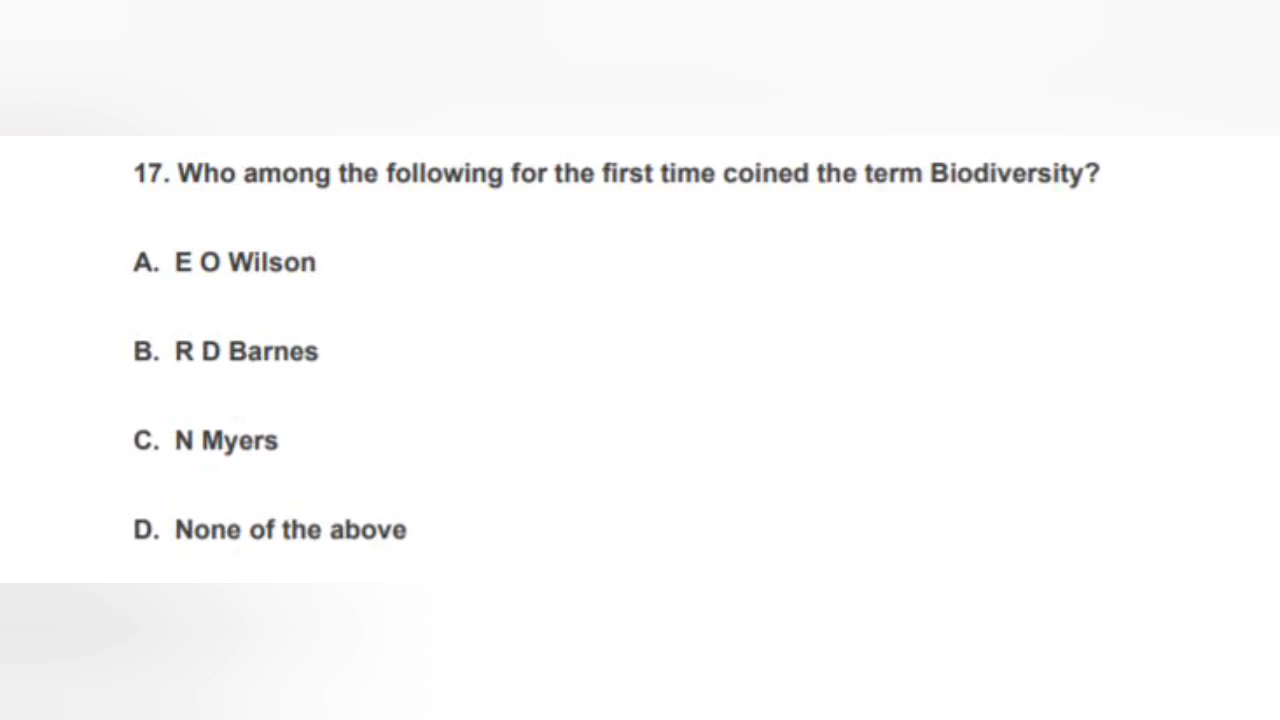 17. Who among the following for the first time coined the term Biodiversity?
A. E O Wilson
B. R D Barnes
C. N Myers
D. None of the above